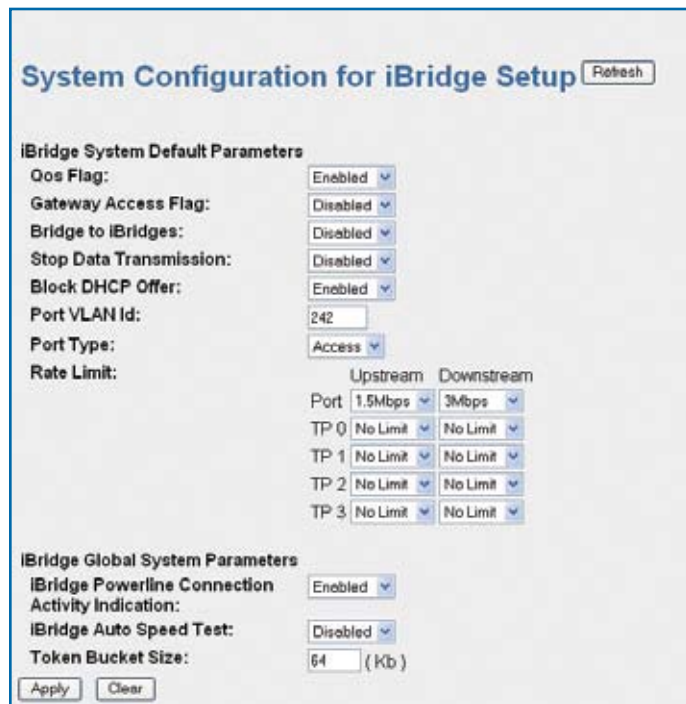 System Configuration for iBridge Setup Refresh
iBridge System Default Parameters
Qos Flag: Enabled
Gateway Access Flag: Disabled
Bridge to iBridges: Disabled
Stop Data Transmission: Disabled
Block DHCP Offer: Enabled
Port VLAN Id: 242
Port Type: Access
Rate Limit: Upstream Downstream
Port 1.5Mbps 3Mbps
TP 0 No Limit No Limit
TP 1 No Limit No Limit
TP 2 No Limit No Limit
TP 3 No Limit No Limit
iBridge Global System Parameters
iBridge Powerline Connection Enabled
Activity Indication:
iBridge Auto Speed Test: Disabled
Token Bucket Size: 64 (Kb)
Apply Clear